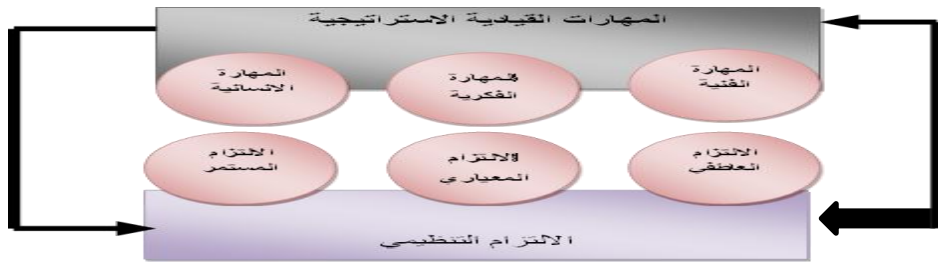 المهارات القيادية الاستراتيجية
المهارة
الفنية
المهارة
الفكرية
المهارة
الانسانية
الالتزام
العاطفي
الالتزام
المعياري
الالتزام
المستمر
الالتزام التنظيمي